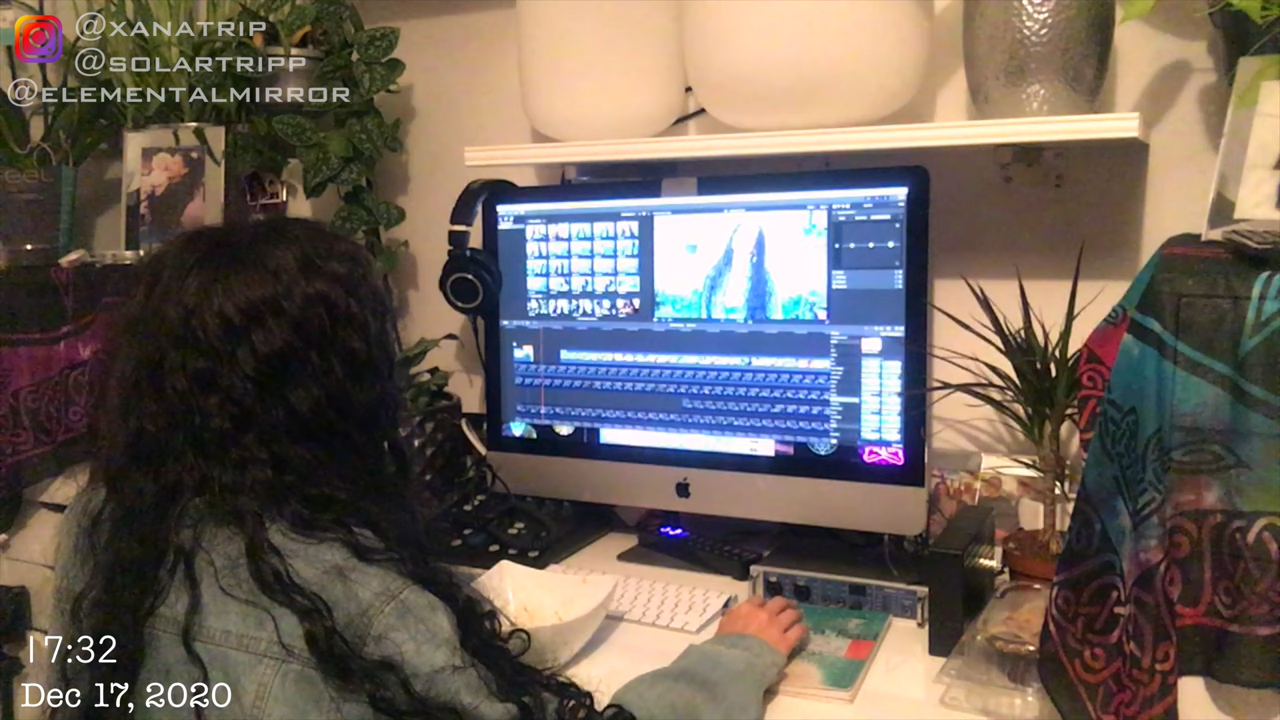 @XANATRIP
@SOLARTRIPP
@ELEMENTALMIRROR
17:32
Dec 17, 2020